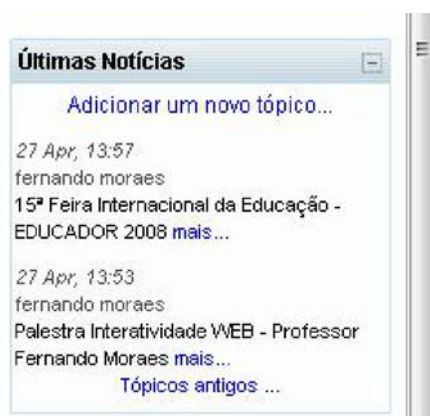 Últimas Notícias
Adicionar um novo tópico...
27 Apr, 13:57
fernando moraes
15ª Feira Internacional da Educação -
EDUCADOR 2008 mais...
27 Apr, 13:53
fernando moraes
Palestra Interatividade WEB - Professor
Fernando Moraes mais...
Tópicos antigos ...